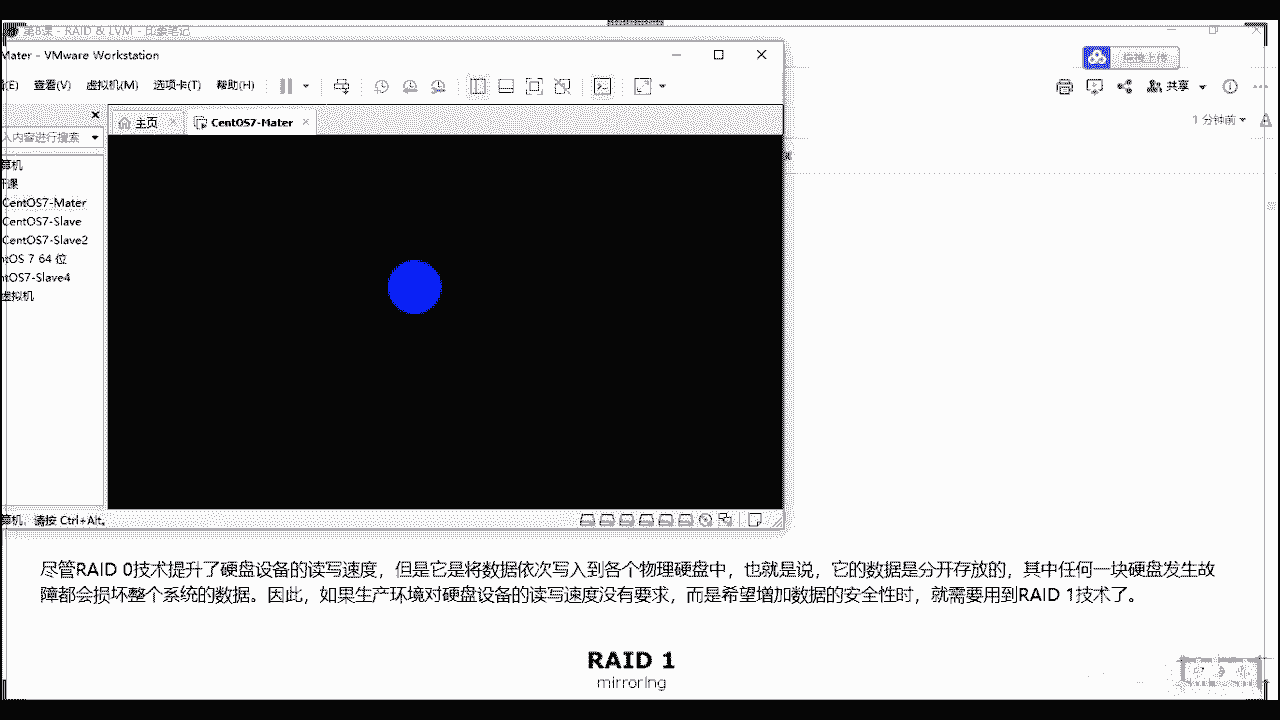 第8课 - RAID & LVM - 印象笔记
Mater - VMware Workstation
(E) 查看(V) 虚拟机(M) 选项卡(T) 帮助(H)
共享
1 分钟前
主页
CentOS7-Mater
入内容进行搜索
算机
开课
CentOS7-Mater
CentOS7-Slave
CentOS7-Slave2
ntOS 7 64 位
ntOS7-Slave4
虚拟机
算机，请按 Ctrl+Alt。
尽管RAID 0技术提升了硬盘设备的读写速度，但是它是将数据依次写入到各个物理硬盘中，也就是说，它的数据是分开存放的，其中任何一块硬盘发生故
障都会损坏整个系统的数据。因此，如果生产环境对硬盘设备的读写速度没有要求，而是希望增加数据的安全性时，就需要用到RAID 1技术了。
RAID 1
mirroring